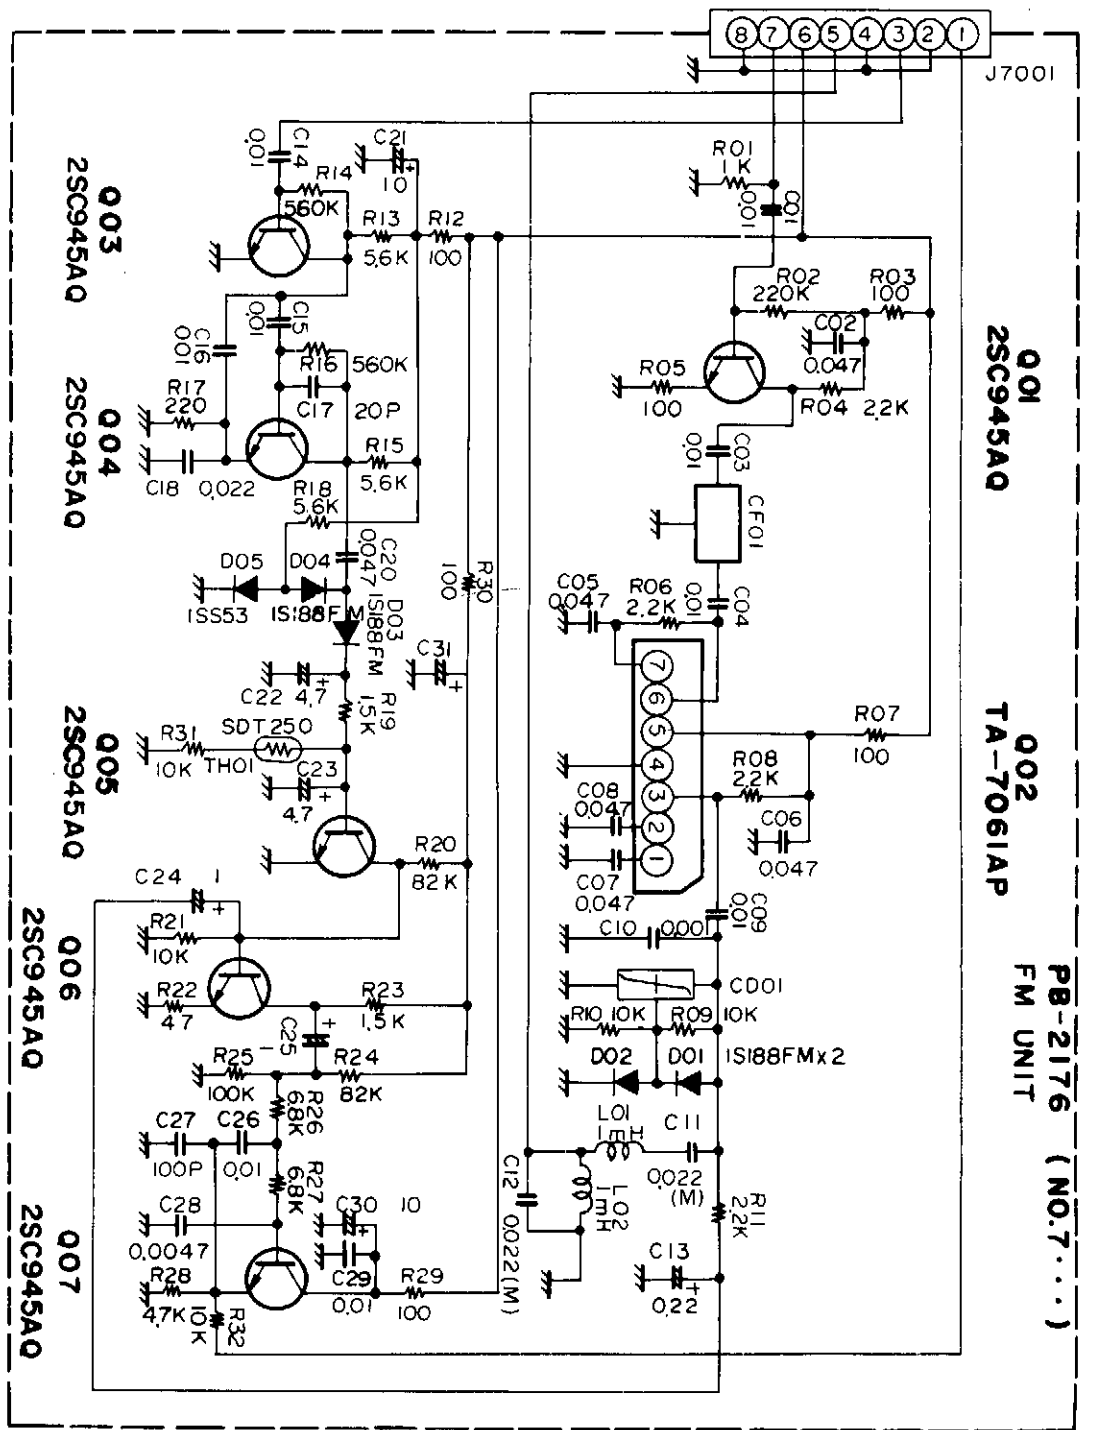 8 7 6 5 4 3 2 1
J7001
C14
0.01
C21
10
R14
560K
R13
5.6K
R12
100
R01
1K
C01
0.01
Q03
2SC945AQ
R02
220K
R03
100
C02
0.047
R05
100
R04 2.2K
Q01
2SC945AQ
C15
0.01
C16
0.01
R16
560K
R17
220
C17
20P
Q04
2SC945AQ
C18 0.022
R15
5.6K
R18
5.6K
C03
0.01
CF01
D05
1SS53
D04
1S188FM
C20
0.047
D03
1S188FM
R30
100
C05
0.047
R06
2.2K
C04
0.01
C31
C22 4.7
R19
1.5K
R31
10K
SDT250
TH01
C23
4.7
Q05
2SC945AQ
7
6
5
4
3
2
1
R07
100
R08
2.2K
C08
0.047
C06
0.047
C07
0.047
Q02
TA-7061AP
R20
82K
C24 1
R21
10K
C09
0.01
C10 0.001
Q06
2SC945AQ
R22
47
R23
1.5K
CD01
R10 10K
R09 10K
C25
1
R25
100K
R24
82K
D02 D01 1S188FMx2
PB-2176 (NO.7···)
FM UNIT
R26
6.8K
C27
100P
C26
0.01
L01
1mH
C11
0.022
(M)
R27
6.8K
C12
0.022(M)
L02
1mH
R11
2.2K
C28
0.0047
C30 10
C29
0.01
C13
0.22
Q07
2SC945AQ
R28
4.7K
R29
100
R32
10K